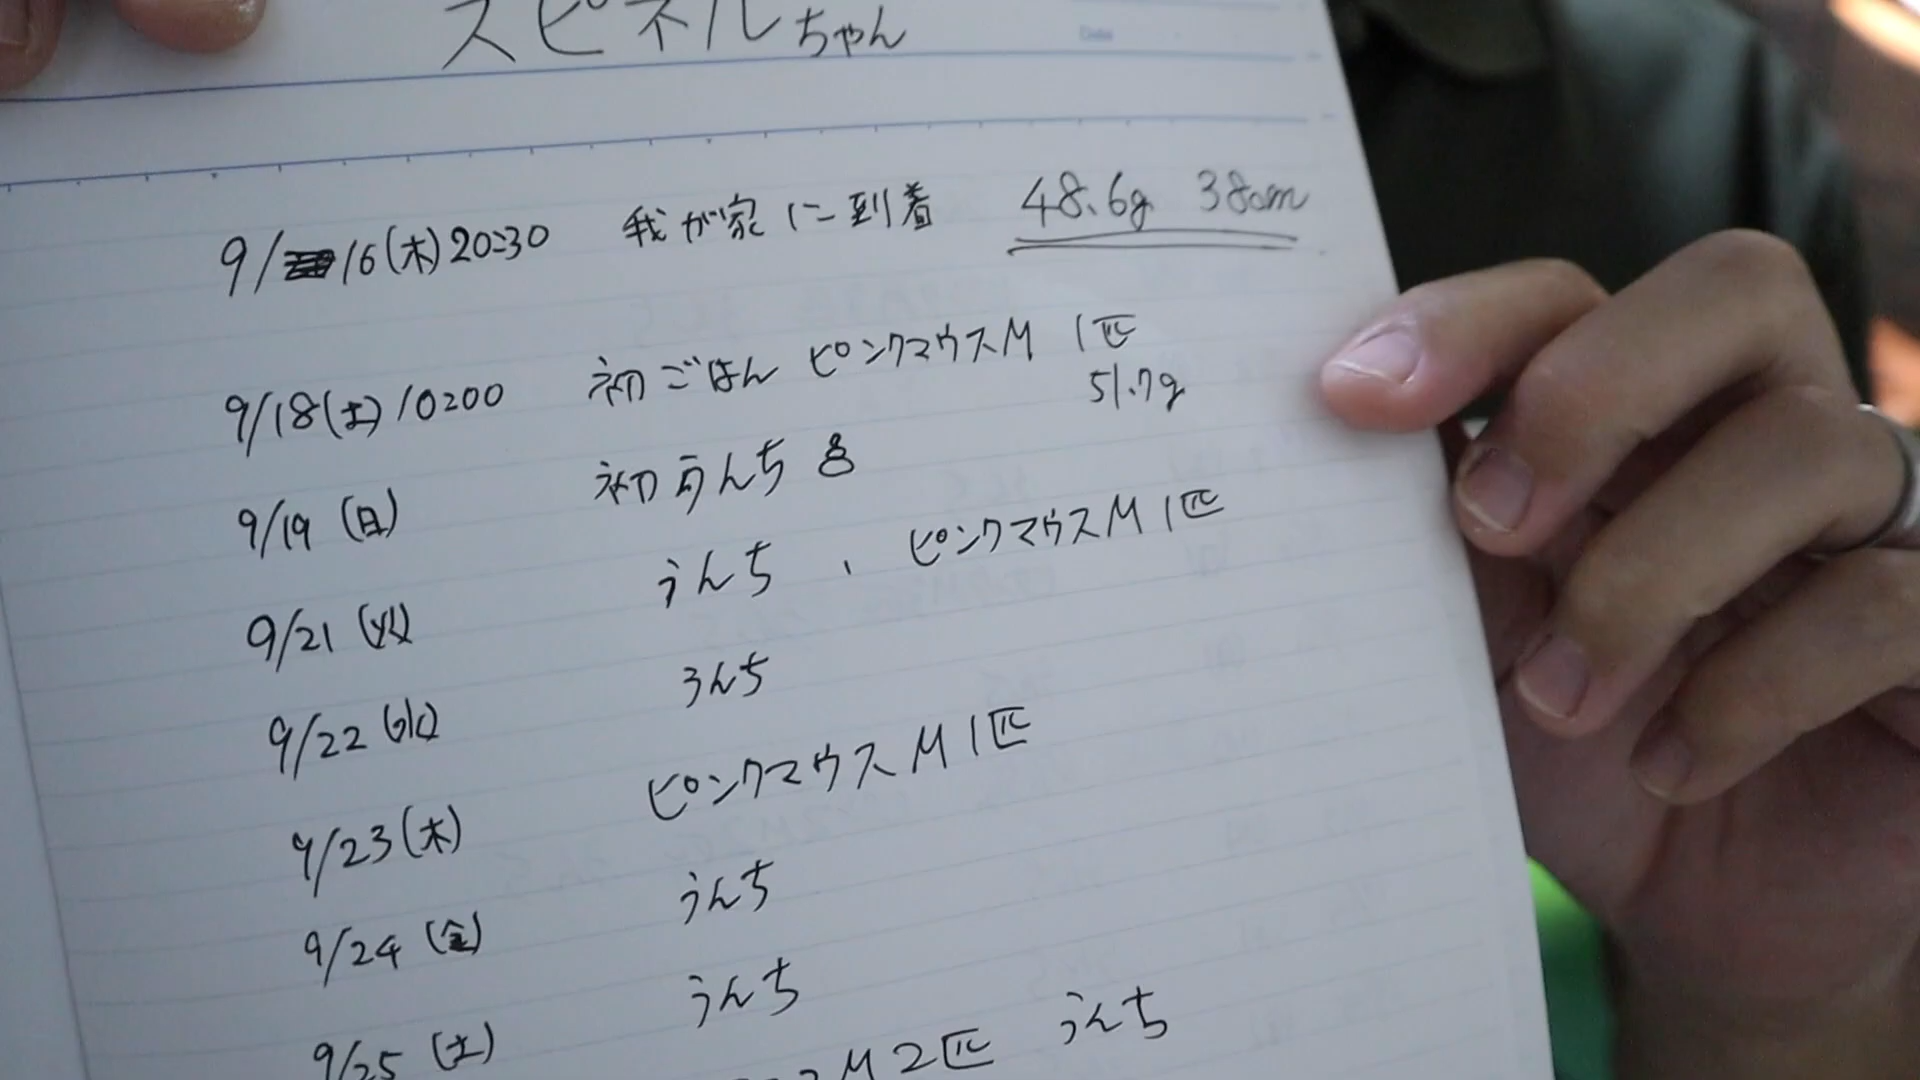 スピネルちゃん
Date
9/16(木)20:30 我が家に到着 48.6g 38cm
9/18(土)10:00 初ごはん ピンクマウスM 1匹
51.7g
9/19(日) 初うんち
9/21(火) うんち、ピンクマウスM 1匹
9/22(水) うんち
9/23(木) ピンクマウスM 1匹
9/24(金) うんち
9/25(土) うんち
M 2匹 うんち